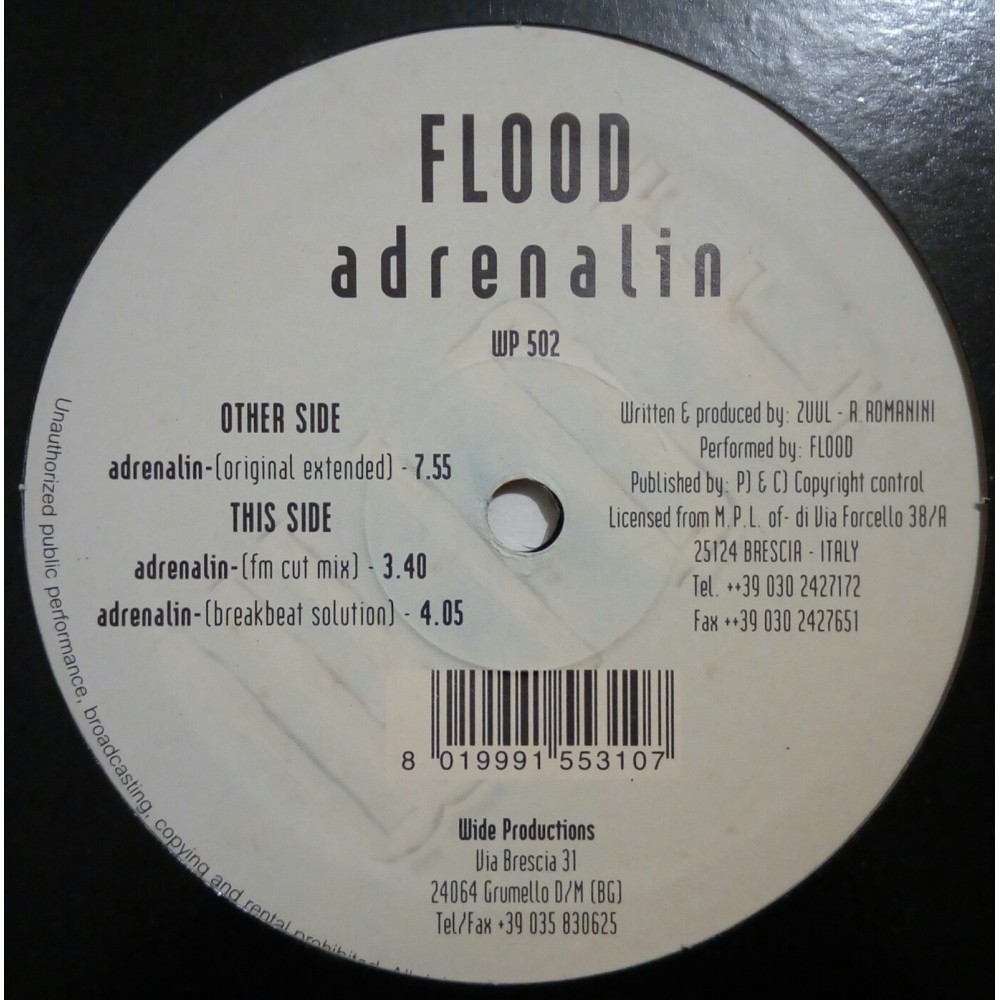 FLOOD
adrenalin
WP 502
OTHER SIDE
adrenalin-(original extended) - 7.55
THIS SIDE
adrenalin-(fm cut mix) - 3.40
adrenalin-(breakbeat solution) - 4.05
Written & produced by: ZUUL - A.ROMANINI
Performed by: FLOOD
Published by: P) & C) Copyright control
Licensed from M.P.L. of- di Via Forcello 38/A
25124 BRESCIA - ITALY
Tel. ++39 030 2427172
Fax ++39 030 2427651
8 019991 553107
Wide Productions
Via Brescia 31
24064 Grumello D/M (BG)
Tel/Fax +39 035 830625
Unauthorized public performance, broadcasting, copying and rental prohibited.